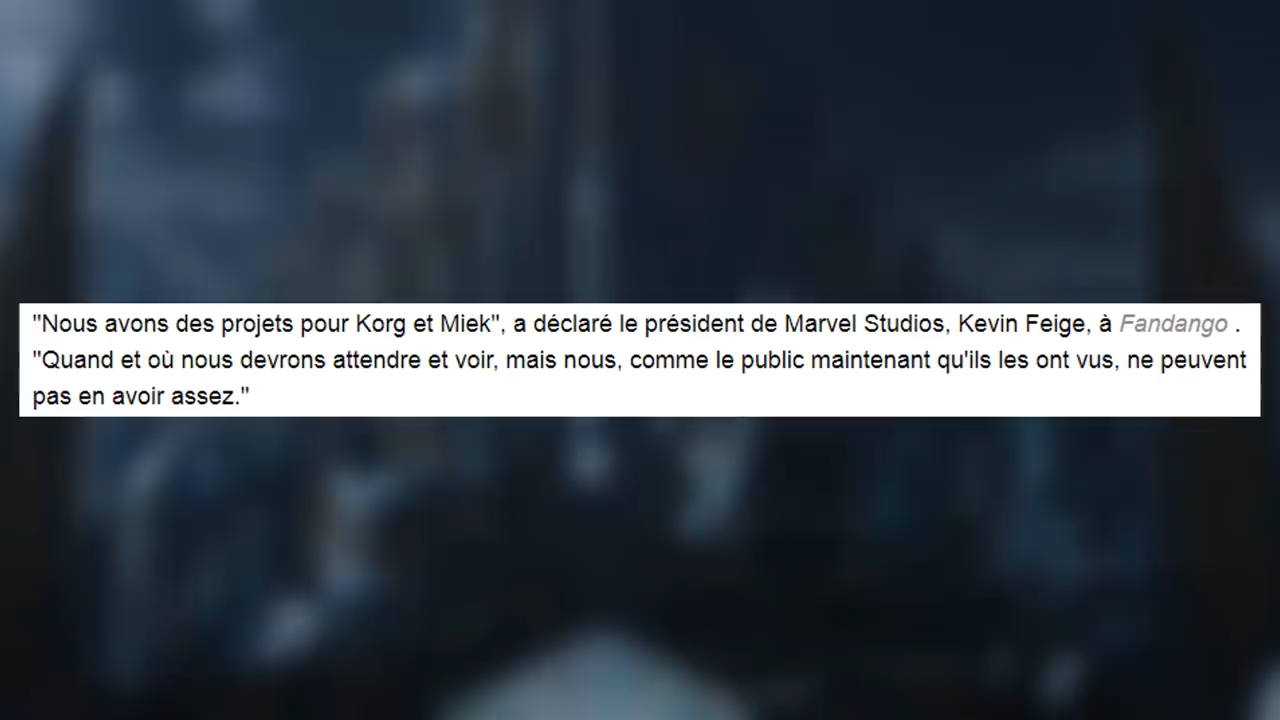 "Nous avons des projets pour Korg et Miek", a déclaré le président de Marvel Studios, Kevin Feige, à Fandango .
"Quand et où nous devrons attendre et voir, mais nous, comme le public maintenant qu'ils les ont vus, ne peuvent
pas en avoir assez."